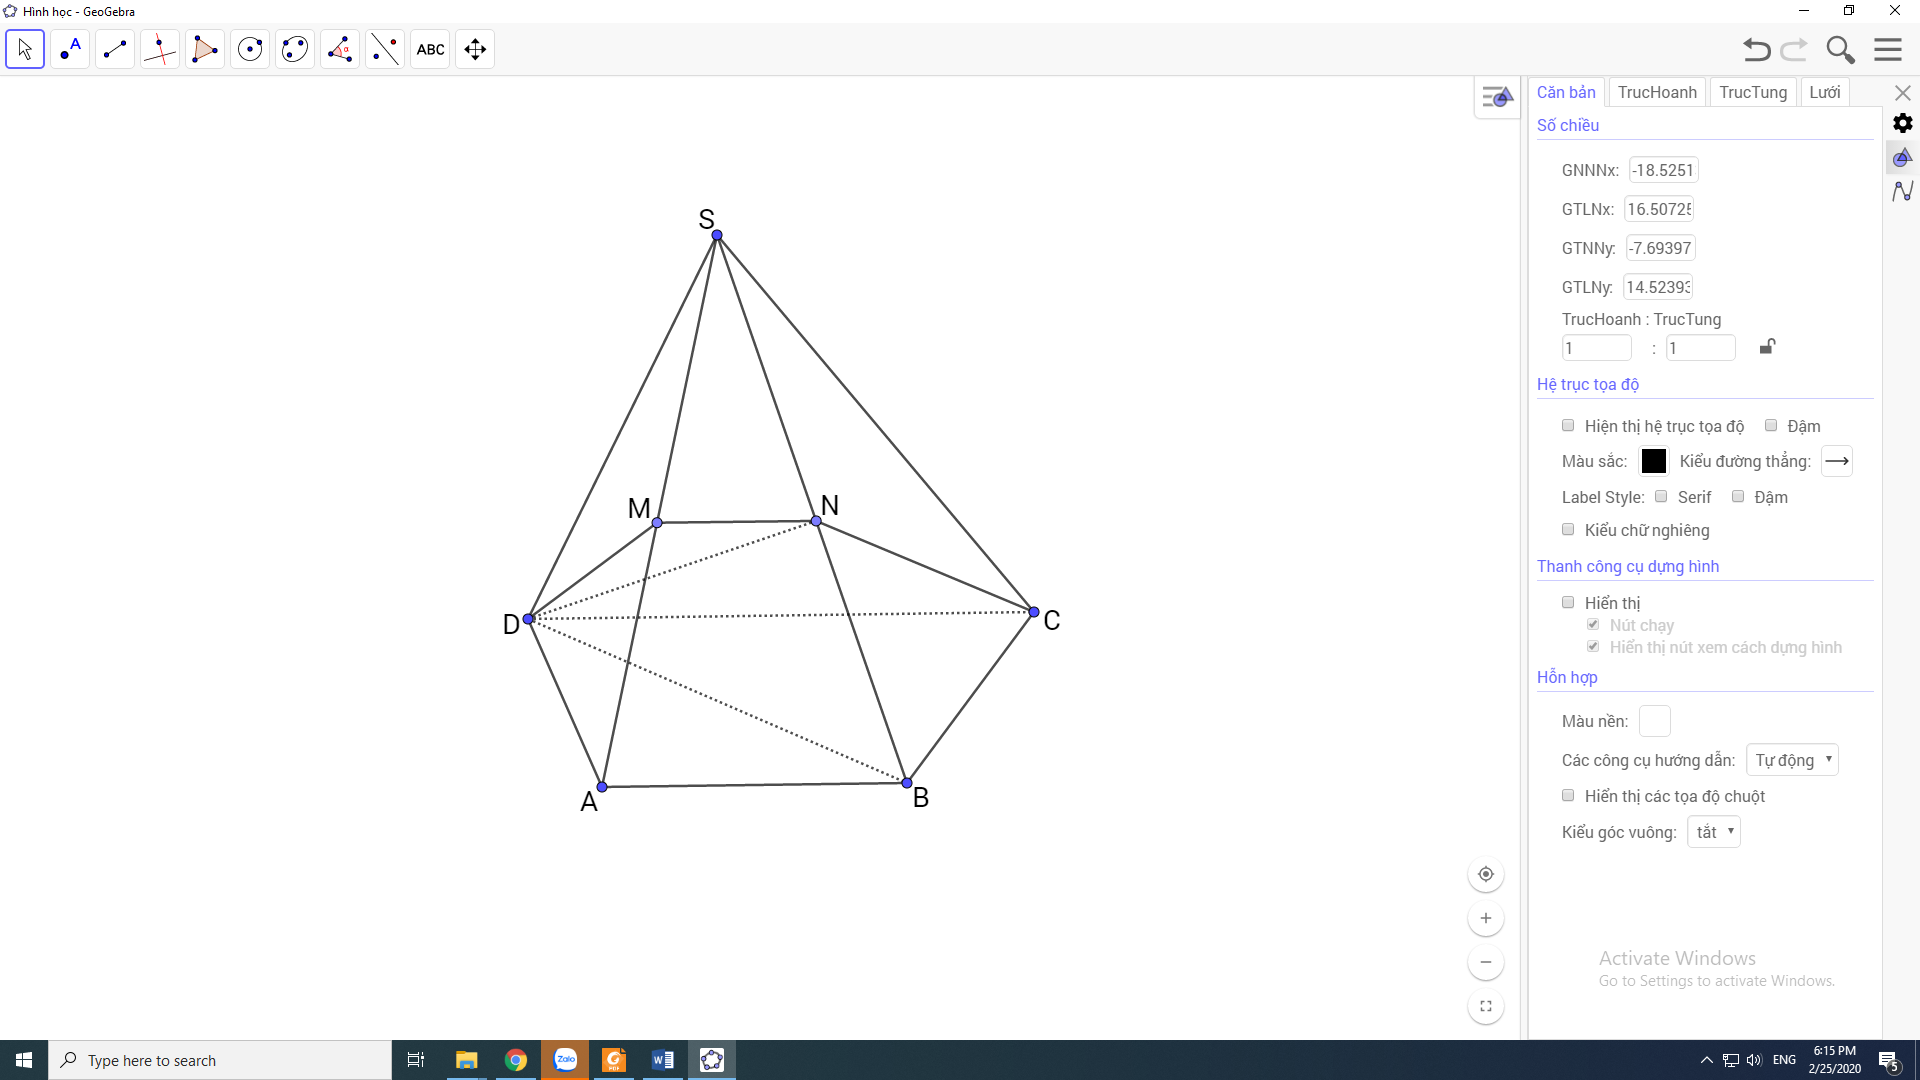 Hình học - GeoGebra
A
α
ABC
Căn bản TrucHoanh TrucTung Lưới
Số chiều
GNNNx: -18.5251
GTLNx: 16.50725
GTNNy: -7.69397
GTLNy: 14.52393
TrucHoanh : TrucTung
1 : 1
Hệ trục tọa độ
Hiện thị hệ trục tọa độ Đậm
Màu sắc: Kiểu đường thẳng:
Label Style: Serif Đậm
Kiểu chữ nghiêng
Thanh công cụ dựng hình
Hiển thị
Nút chạy
Hiển thị nút xem cách dựng hình
Hỗn hợp
Màu nền:
Các công cụ hướng dẫn: Tự động
Hiển thị các tọa độ chuột
Kiểu góc vuông: tắt
S
M N
D C
A B
Activate Windows
Go to Settings to activate Windows.
Type here to search
Zalo
G
PDF
W
ENG
6:15 PM
2/25/2020
5